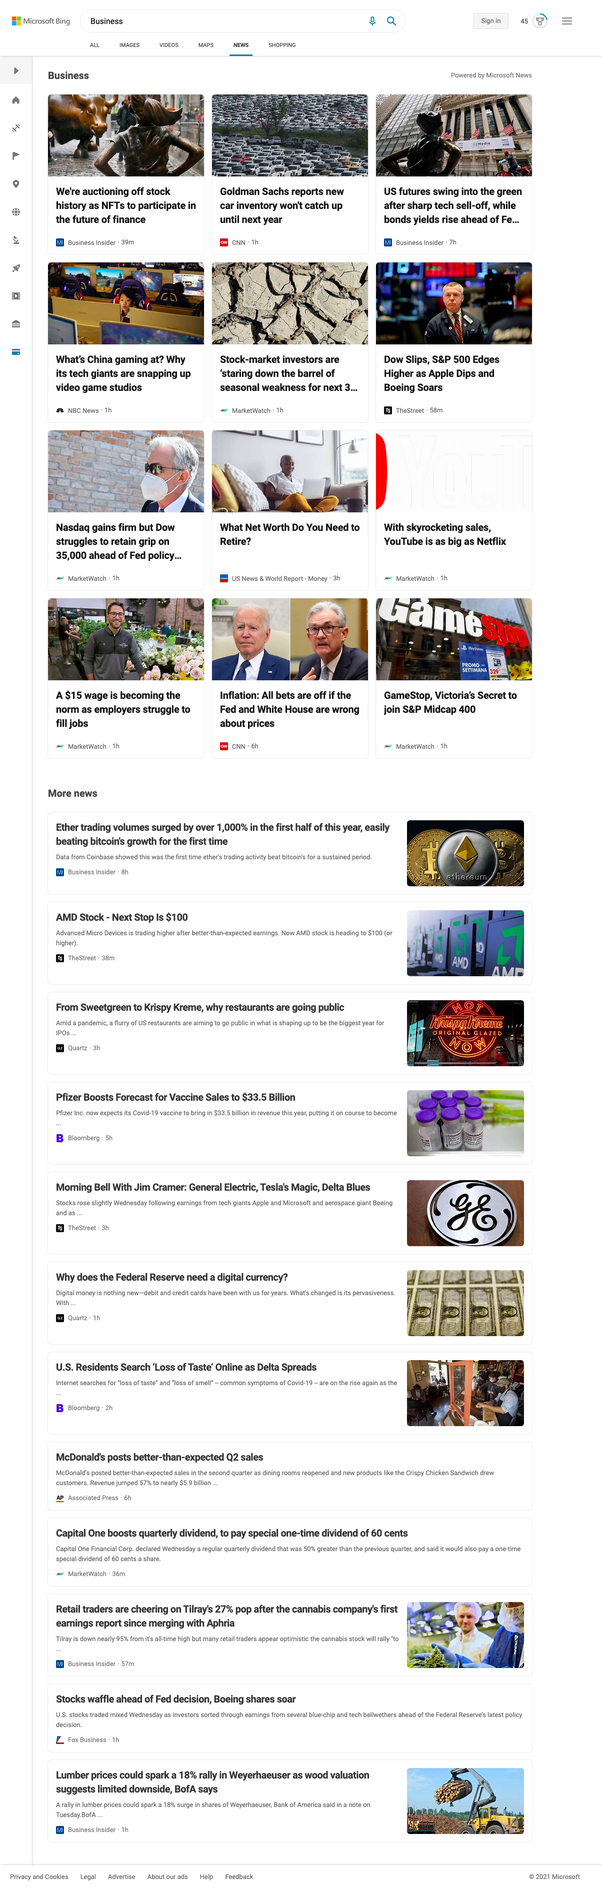 Microsoft Bing
Business
Sign in
45
ALL
IMAGES
VIDEOS
MAPS
NEWS
SHOPPING
Business
Powered by Microsoft News
We're auctioning off stock
history as NFTs to participate in
the future of finance
Business Insider · 39m
Goldman Sachs reports new
car inventory won't catch up
until next year
CNN · 1h
US futures swing into the green
after sharp tech sell-off, while
bonds yields rise ahead of Fe...
Business Insider · 7h
What's China gaming at? Why
its tech giants are snapping up
video game studios
NBC News · 1h
Stock-market investors are
'staring down the barrel of
seasonal weakness for next 3...
MarketWatch · 1h
Dow Slips, S&P 500 Edges
Higher as Apple Dips and
Boeing Soars
TheStreet · 58m
Nasdaq gains firm but Dow
struggles to retain grip on
35,000 ahead of Fed policy...
MarketWatch · 1h
What Net Worth Do You Need to
Retire?
US News & World Report - Money · 3h
With skyrocketing sales,
YouTube is as big as Netflix
MarketWatch · 1h
GameStop
PROMO
SETTIMANA
A $15 wage is becoming the
norm as employers struggle to
fill jobs
MarketWatch · 1h
Inflation: All bets are off if the
Fed and White House are wrong
about prices
CNN · 6h
GameStop, Victoria's Secret to
join S&P Midcap 400
MarketWatch · 1h
More news
Ether trading volumes surged by over 1,000% in the first half of this year, easily
beating bitcoin's growth for the first time
Data from Coinbase showed this was the first time ether's trading activity beat bitcoin's for a sustained period.
Business Insider · 8h
ethereum
AMD Stock - Next Stop Is $100
Advanced Micro Devices is trading higher after better-than-expected earnings. Now AMD stock is heading to $100 (or
higher).
TheStreet · 38m
AMD
AMD
From Sweetgreen to Krispy Kreme, why restaurants are going public
Amid a pandemic, a flurry of US restaurants are aiming to go public in what is shaping up to be the biggest year for
IPOs ...
Quartz · 3h
HOT
Krispy Kreme
ORIGINAL GLAZED
NOW
Pfizer Boosts Forecast for Vaccine Sales to $33.5 Billion
Pfizer Inc. now expects its Covid-19 vaccine to bring in $33.5 billion in revenue this year, putting it on course to become
...
Bloomberg · 5h
Morning Bell With Jim Cramer: General Electric, Tesla's Magic, Delta Blues
Stocks rose slightly Wednesday following earnings from tech giants Apple and Microsoft and aerospace giant Boeing
and as ...
TheStreet · 3h
GE
Why does the Federal Reserve need a digital currency?
Digital money is nothing new—debit and credit cards have been with us for years. What's changed is its pervasiveness.
With ...
Quartz · 1h
U.S. Residents Search 'Loss of Taste' Online as Delta Spreads
Internet searches for "loss of taste" and "loss of smell" – common symptoms of Covid-19 – are on the rise again as the
...
Bloomberg · 2h
McDonald's posts better-than-expected Q2 sales
McDonald's posted better-than-expected sales in the second quarter as dining rooms reopened and new products like the Crispy Chicken Sandwich drew
customers. Revenue jumped 57% to nearly $5.9 billion ...
Associated Press · 6h
Capital One boosts quarterly dividend, to pay special one-time dividend of 60 cents
Capital One Financial Corp. declared Wednesday a regular quarterly dividend that was 50% greater than the previous quarter, and said it would also pay a one-time
special dividend of 60 cents a share.
MarketWatch · 36m
Retail traders are cheering on Tilray's 27% pop after the cannabis company's first
earnings report since merging with Aphria
Tilray is down nearly 95% from it's all-time high but many retail traders appear optimistic the cannabis stock will rally "to
...
Business Insider · 57m
Stocks waffle ahead of Fed decision, Boeing shares soar
U.S. stocks traded mixed Wednesday as investors sorted through earnings from several blue-chip and tech bellwethers ahead of the Federal Reserve's latest policy
decision.
Fox Business · 1h
Lumber prices could spark a 18% rally in Weyerhaeuser as wood valuation
suggests limited downside, BofA says
A rally in lumber prices could spark a 18% surge in shares of Weyerhaeuser, Bank of America said in a note on
Tuesday.BofA ...
Business Insider · 1h
Privacy and Cookies
Legal
Advertise
About our ads
Help
Feedback
© 2021 Microsoft